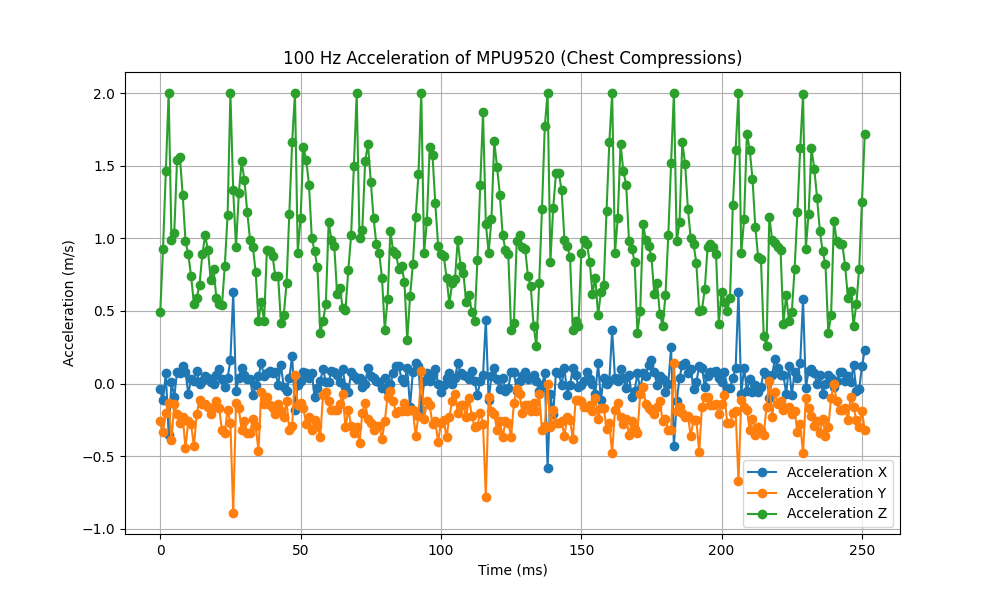 100 Hz Acceleration of MPU9520 (Chest Compressions)
Acceleration (m/s)
2.0
1.5
1.0
0.5
0.0
−0.5
−1.0
0 50 100 150 200 250
Time (ms)
Acceleration X
Acceleration Y
Acceleration Z